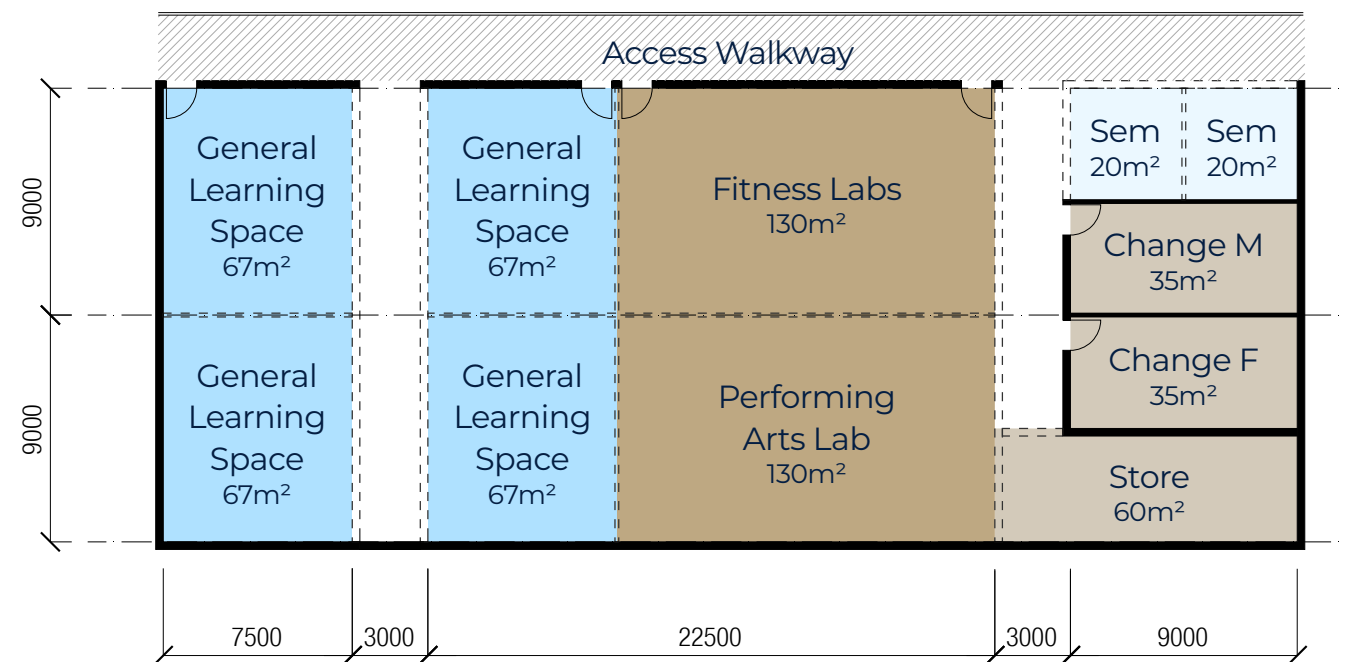 Access Walkway
General
Learning
Space
67m²
General
Learning
Space
67m²
Fitness Labs
130m²
Sem
20m²
Sem
20m²
Change M
35m²
Change F
35m²
General
Learning
Space
67m²
General
Learning
Space
67m²
Performing
Arts Lab
130m²
Store
60m²
9000
9000
7500
3000
22500
3000
9000